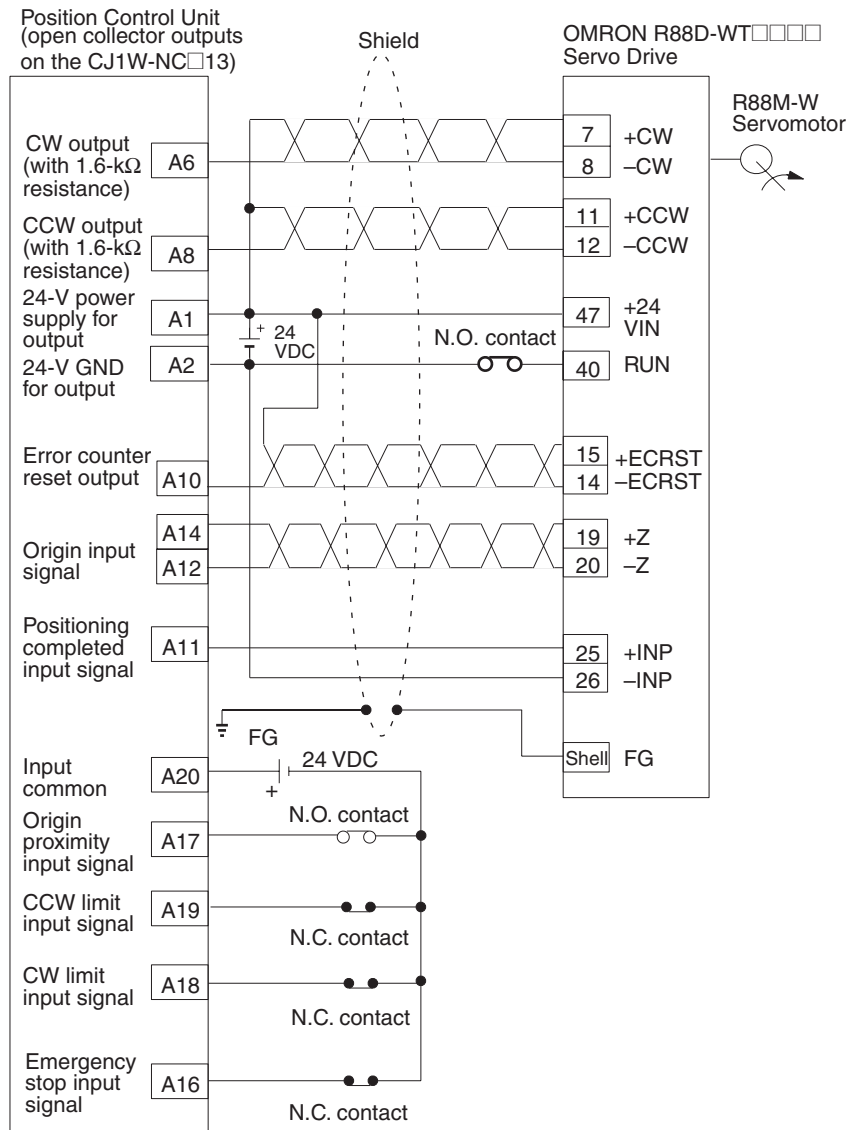 Position Control Unit
(open collector outputs
on the CJ1W-NC□13)
Shield
OMRON R88D-WT□□□□
Servo Drive
R88M-W
Servomotor
CW output
(with 1.6-kΩ
resistance)
A6
7
+CW
8
–CW
CCW output
(with 1.6-kΩ
resistance)
A8
11
+CCW
12
–CCW
24-V power
supply for
output
A1
+ 24
VDC
47
+24
VIN
24-V GND
for output
A2
N.O. contact
40
RUN
Error counter
reset output
A10
15
+ECRST
14
–ECRST
Origin input
signal
A14
A12
19
+Z
20
–Z
Positioning
completed
input signal
A11
25
+INP
26
–INP
FG
Shell
FG
Input
common
A20
24 VDC
+
Origin
proximity
input signal
A17
N.O. contact
CCW limit
input signal
A19
N.C. contact
CW limit
input signal
A18
N.C. contact
Emergency
stop input
signal
A16
N.C. contact